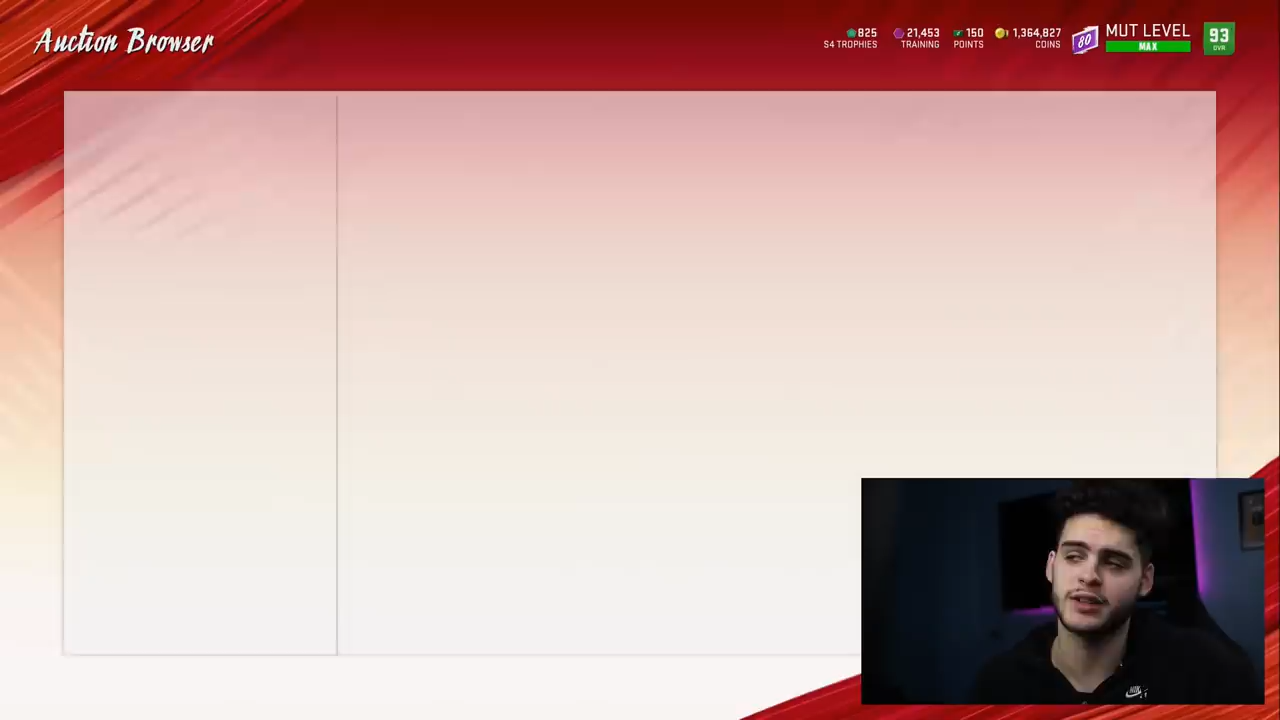 Auction Browser
825
S4 TROPHIES
21,453
TRAINING
150
POINTS
1,364,827
COINS
80
MUT LEVEL
MAX
93
OVR
NIKE